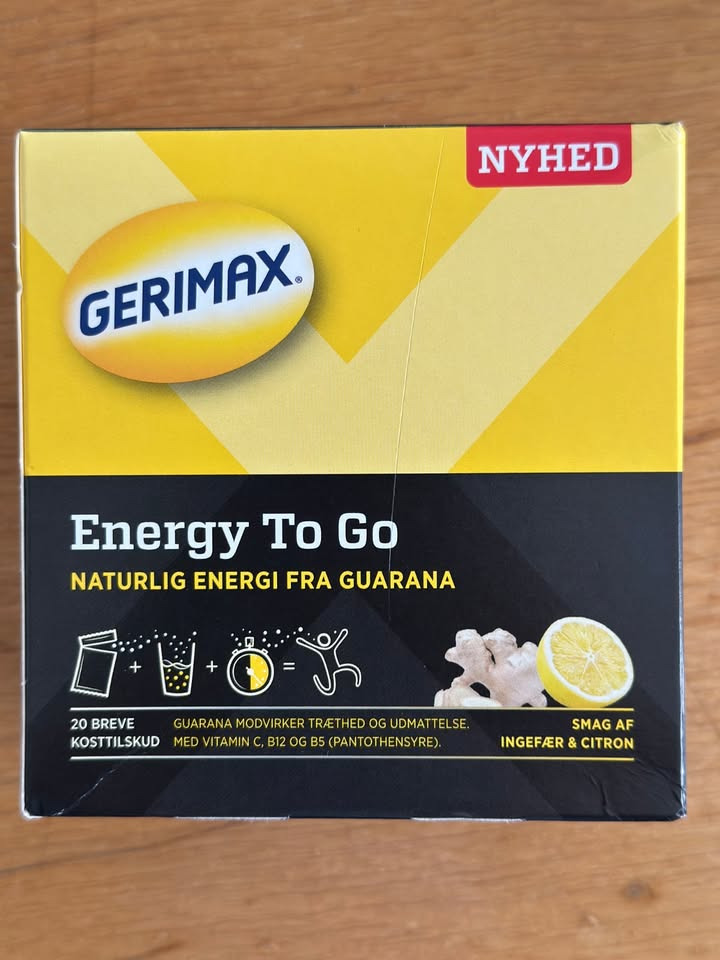 NYHED
GERIMAX®
Energy To Go
NATURLIG ENERGI FRA GUARANA
+ + =
20 BREVE
KOSTTILSKUD
GUARANA MODVIRKER TRÆTHED OG UDMATTELSE.
MED VITAMIN C, B12 OG B5 (PANTOTHENSYRE).
SMAG AF
INGEFÆR & CITRON